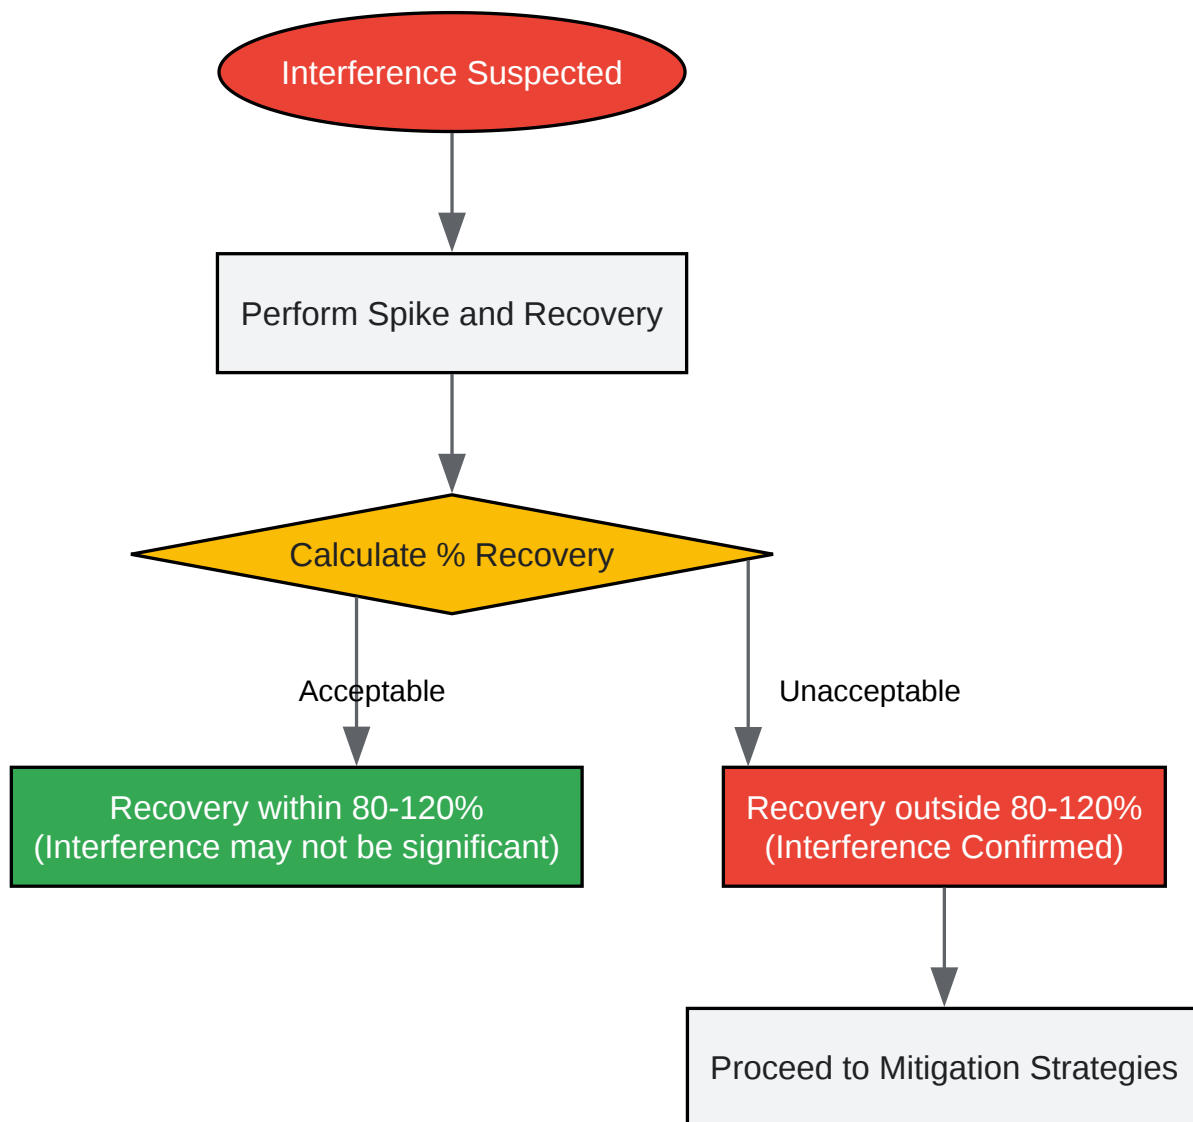 Interference Suspected
Perform Spike and Recovery
Calculate % Recovery
Acceptable
Unacceptable
Recovery within 80-120%
(Interference may not be significant)
Recovery outside 80-120%
(Interference Confirmed)
Proceed to Mitigation Strategies